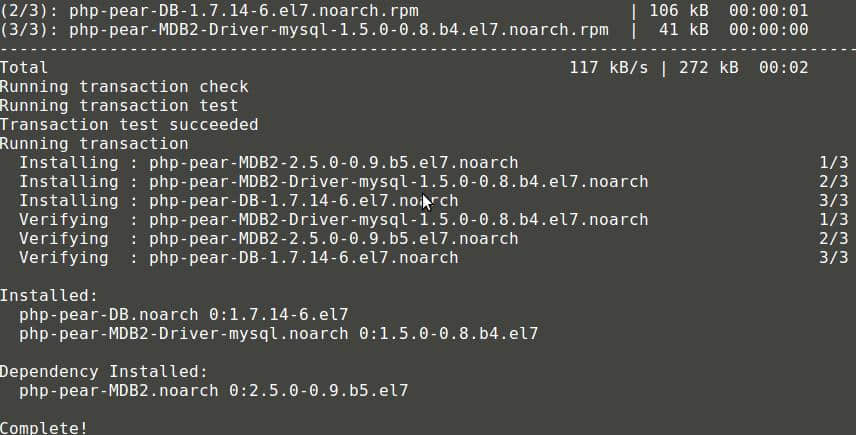 (2/3): php-pear-DB-1.7.14-6.el7.noarch.rpm | 106 kB 00:00:01
(3/3): php-pear-MDB2-Driver-mysql-1.5.0-0.8.b4.el7.noarch.rpm | 41 kB 00:00:00
--------------------------------------------------------------------------------------
Total 117 kB/s | 272 kB 00:02
Running transaction check
Running transaction test
Transaction test succeeded
Running transaction
Installing : php-pear-MDB2-2.5.0-0.9.b5.el7.noarch 1/3
Installing : php-pear-MDB2-Driver-mysql-1.5.0-0.8.b4.el7.noarch 2/3
Installing : php-pear-DB-1.7.14-6.el7.noarch 3/3
Verifying : php-pear-MDB2-Driver-mysql-1.5.0-0.8.b4.el7.noarch 1/3
Verifying : php-pear-MDB2-2.5.0-0.9.b5.el7.noarch 2/3
Verifying : php-pear-DB-1.7.14-6.el7.noarch 3/3
Installed:
php-pear-DB.noarch 0:1.7.14-6.el7
php-pear-MDB2-Driver-mysql.noarch 0:1.5.0-0.8.b4.el7
Dependency Installed:
php-pear-MDB2.noarch 0:2.5.0-0.9.b5.el7
Complete!